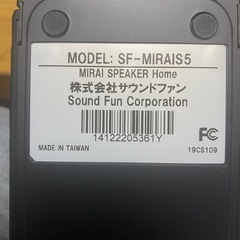 MODEL: SF-MIRAIS5
MIRAI SPEAKER Home
株式会社サウンドファン
Sound Fun Corporation
14122205361Y
FC
MADE IN TAIWAN
19CS109